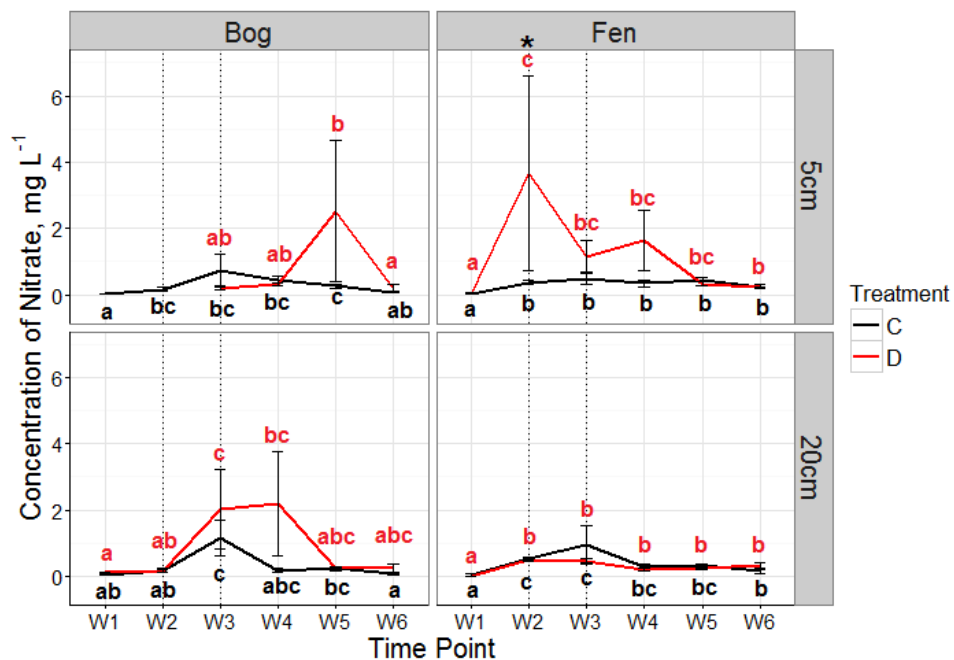 Bog Fen
*
c
6
b
4
bc bc
ab
2
ab bc
a a b
0
a bc bc bc c ab a b b b b b
5cm
Concentration of Nitrate, mg L⁻¹
Treatment
C
D
6
c bc
4
b
2
a ab abc abc a b b b b
0
ab ab c abc bc a a c c bc bc b
20cm
W1 W2 W3 W4 W5 W6 W1 W2 W3 W4 W5 W6
Time Point